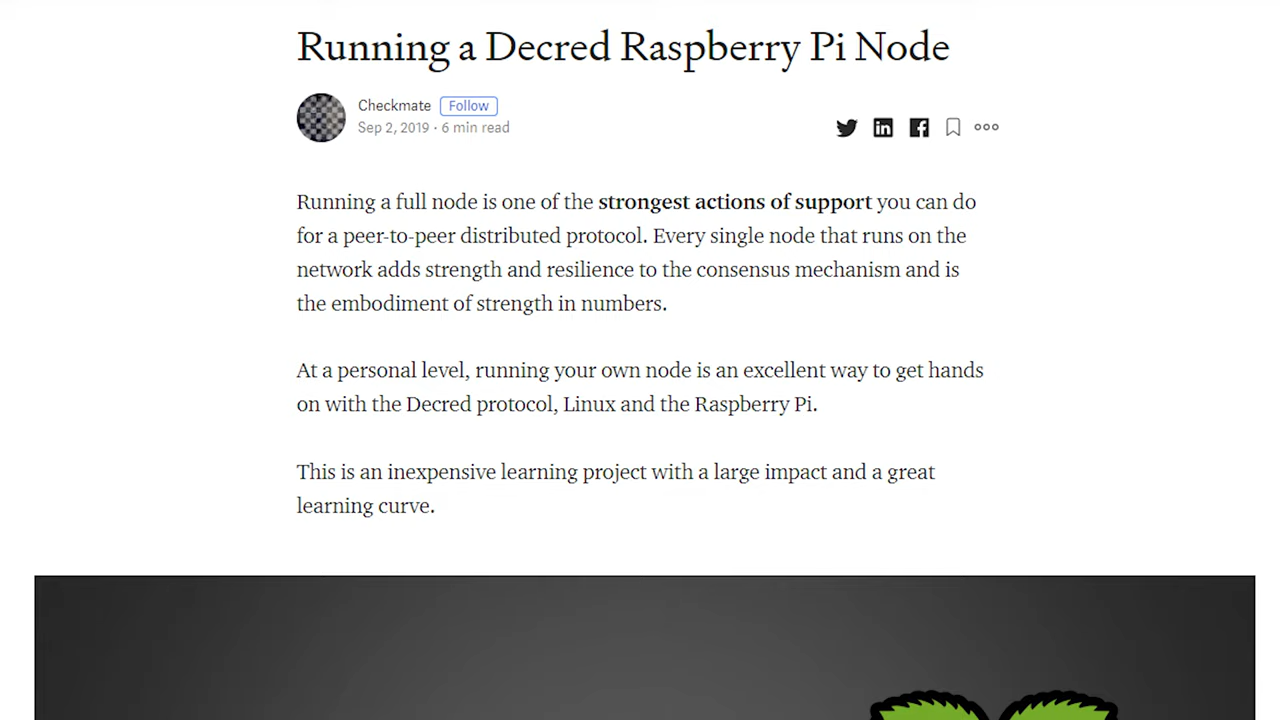 Running a Decred Raspberry Pi Node
Checkmate Follow
Sep 2, 2019 · 6 min read
Running a full node is one of the strongest actions of support you can do
for a peer-to-peer distributed protocol. Every single node that runs on the
network adds strength and resilience to the consensus mechanism and is
the embodiment of strength in numbers.
At a personal level, running your own node is an excellent way to get hands
on with the Decred protocol, Linux and the Raspberry Pi.
This is an inexpensive learning project with a large impact and a great
learning curve.